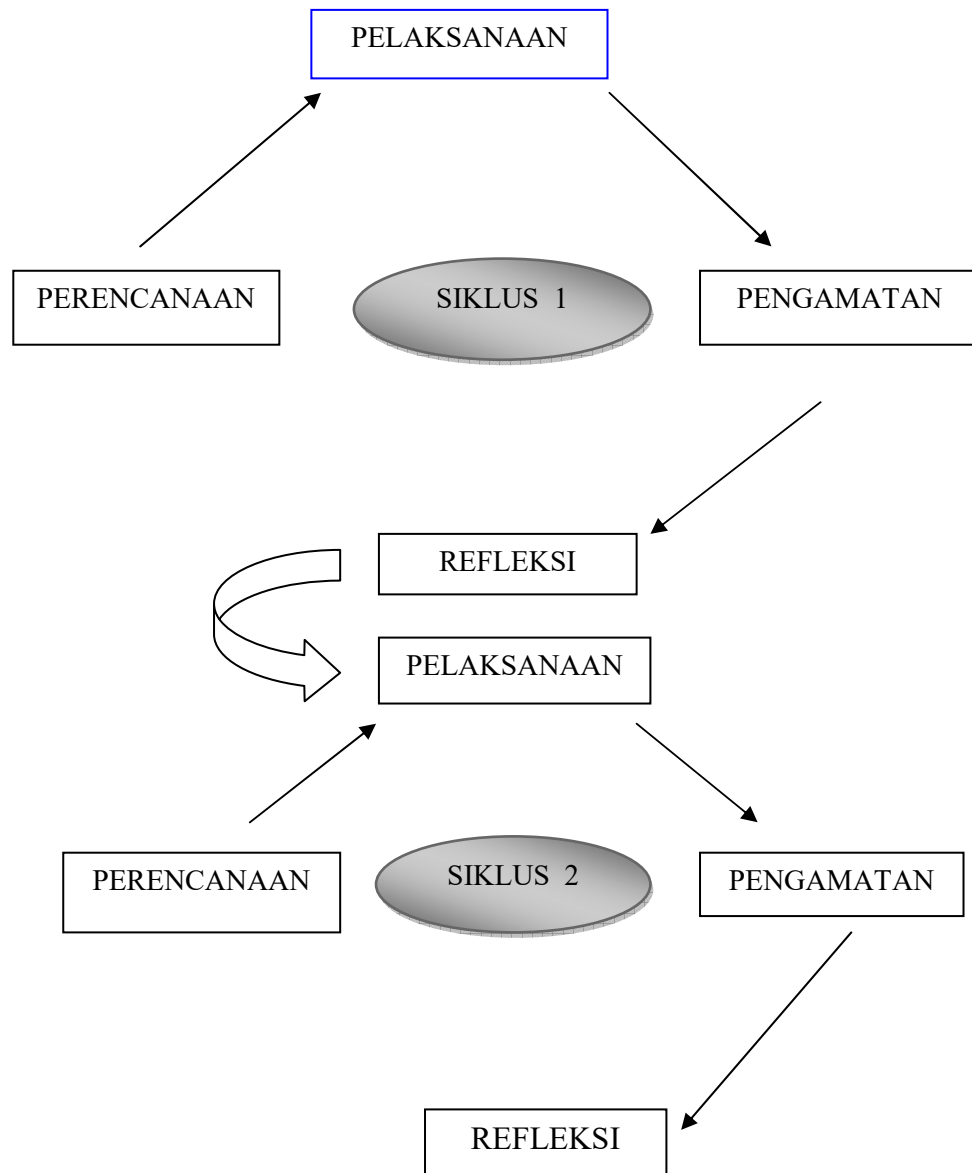 PELAKSANAAN
PERENCANAAN
SIKLUS 1
PENGAMATAN
REFLEKSI
PELAKSANAAN
PERENCANAAN
SIKLUS 2
PENGAMATAN
REFLEKSI